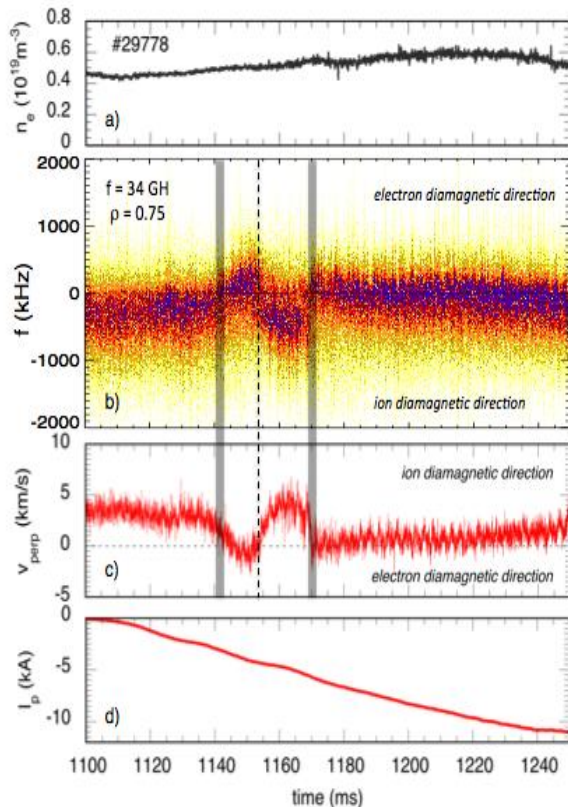 0.8
#29778
0.6
0.4
0.2
0
n_e (10^19 m^-3)
a)
2000
f = 34 GH
ρ = 0.75
electron diamagnetic direction
1000
0
f (kHz)
-1000
b)
ion diamagnetic direction
-2000
10
ion diamagnetic direction
5
v_perp (km/s)
0
c)
electron diamagnetic direction
-5
0
I_p (kA)
-5
d)
-10
1100 1120 1140 1160 1180 1200 1220 1240
time (ms)